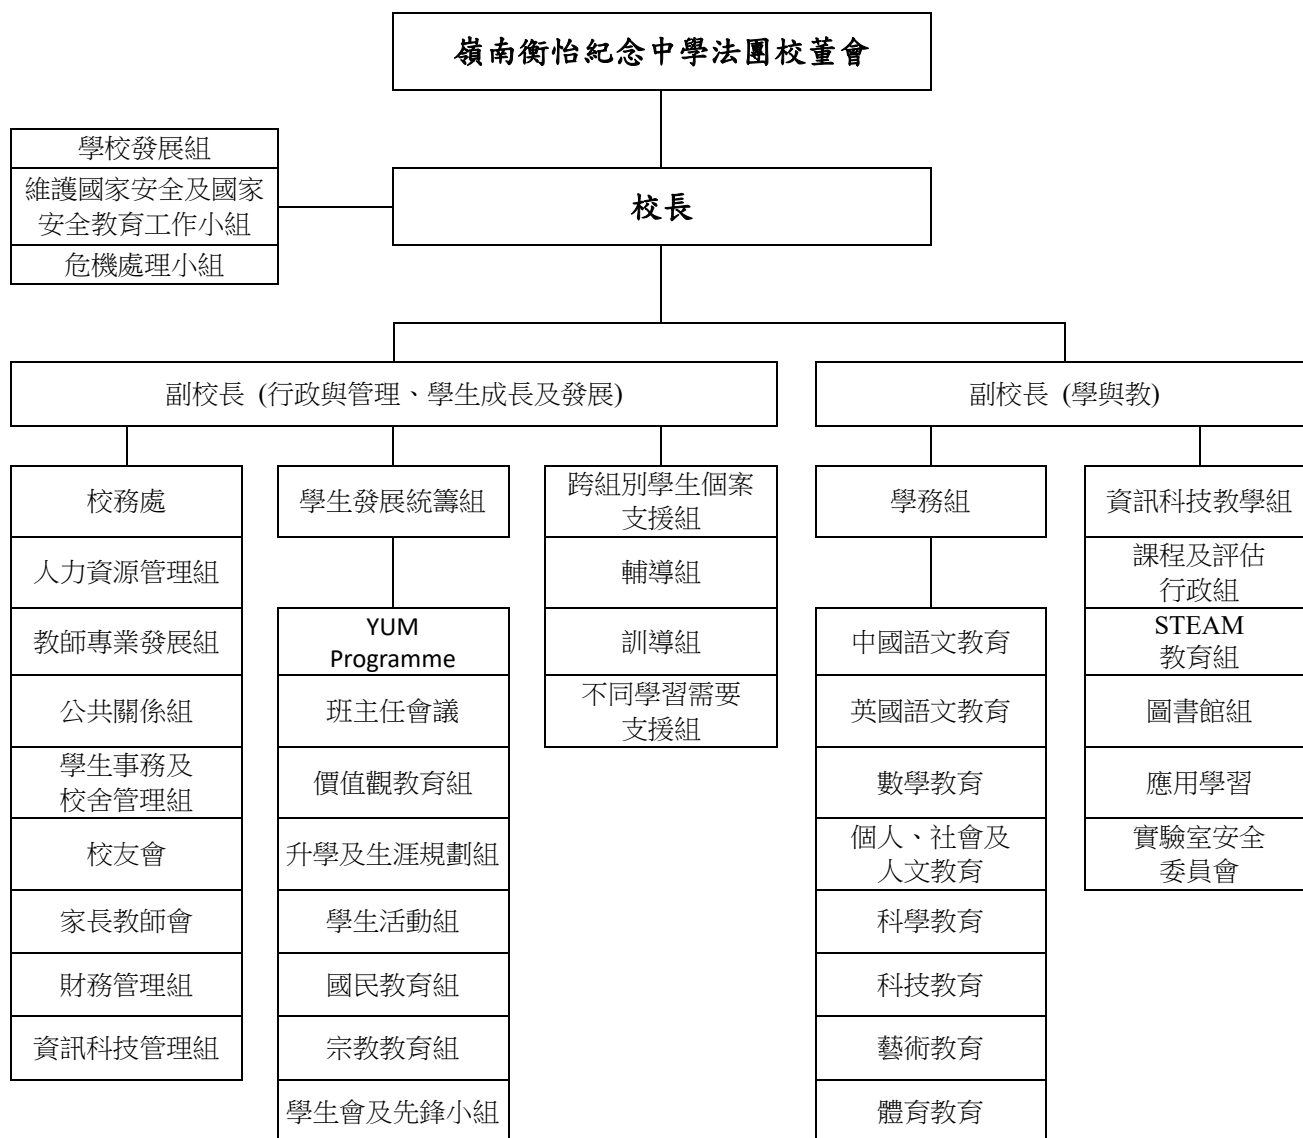 嶺南衡怡紀念中學法團校董會
學校發展組
維護國家安全及國家
安全教育工作小組
危機處理小組
校長
副校長 (行政與管理、學生成長及發展)
副校長 (學與教)
校務處
人力資源管理組
教師專業發展組
公共關係組
學生事務及
校舍管理組
校友會
家長教師會
財務管理組
資訊科技管理組
學生發展統籌組
YUM
Programme
班主任會議
價值觀教育組
升學及生涯規劃組
學生活動組
國民教育組
宗教教育組
學生會及先鋒小組
跨組別學生個案
支援組
輔導組
訓導組
不同學習需要
支援組
學務組
中國語文教育
英國語文教育
數學教育
個人、社會及
人文教育
科學教育
科技教育
藝術教育
體育教育
資訊科技教學組
課程及評估
行政組
STEAM
教育組
圖書館組
應用學習
實驗室安全
委員會